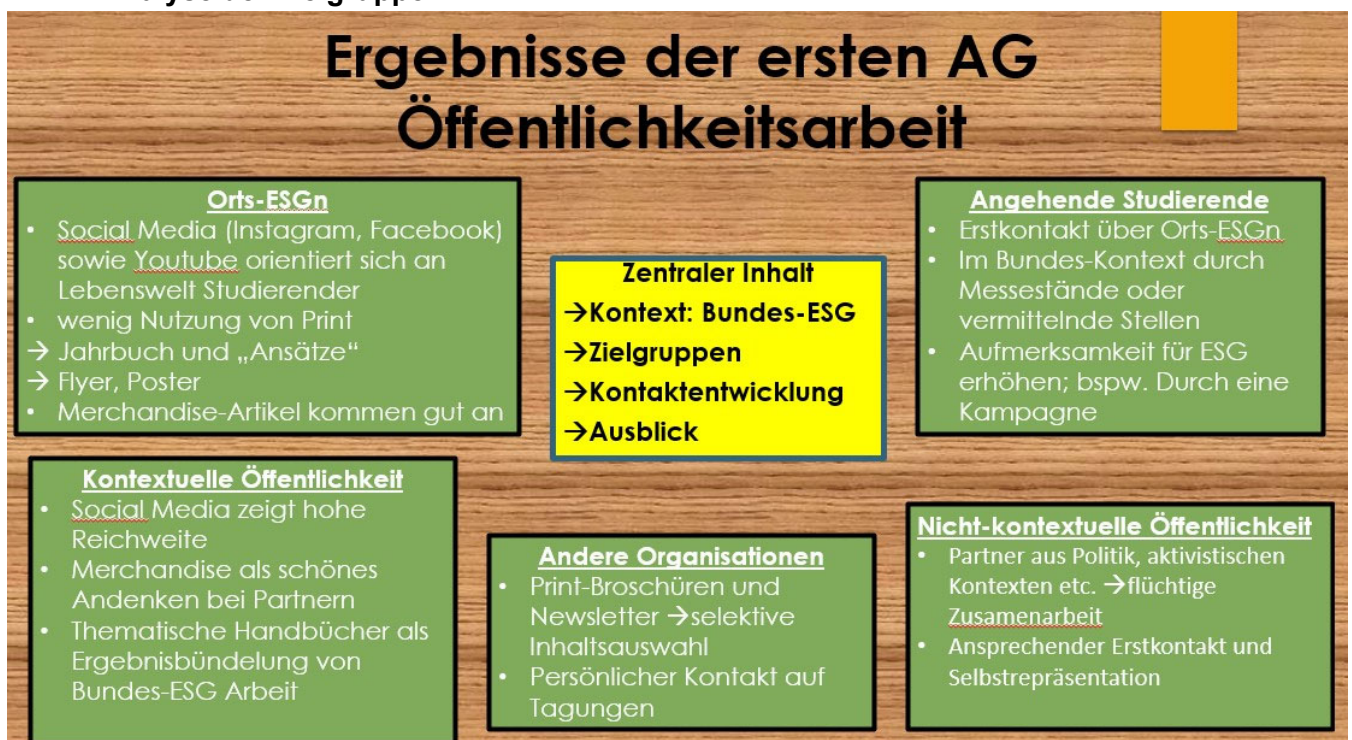 Ergebnisse der ersten AG
Öffentlichkeitsarbeit
Orts-ESGn
• Social Media (Instagram, Facebook)
sowie Youtube orientiert sich an
Lebenswelt Studierender
• wenig Nutzung von Print
→ Jahrbuch und „Ansätze“
→ Flyer, Poster
• Merchandise-Artikel kommen gut an
Zentraler Inhalt
→Kontext: Bundes-ESG
→Zielgruppen
→Kontaktentwicklung
→Ausblick
Angehende Studierende
• Erstkontakt über Orts-ESGn
• Im Bundes-Kontext durch
Messestände oder
vermittelnde Stellen
• Aufmerksamkeit für ESG
erhöhen; bspw. Durch eine
Kampagne
Kontextuelle Öffentlichkeit
• Social Media zeigt hohe
Reichweite
• Merchandise als schönes
Andenken bei Partnern
• Thematische Handbücher als
Ergebnisbündelung von
Bundes-ESG Arbeit
Andere Organisationen
• Print-Broschüren und
Newsletter →selektive
Inhaltsauswahl
• Persönlicher Kontakt auf
Tagungen
Nicht-kontextuelle Öffentlichkeit
• Partner aus Politik, aktivistischen
Kontexten etc. →flüchtige
Zusamenarbeit
• Ansprechender Erstkontakt und
Selbstrepräsentation